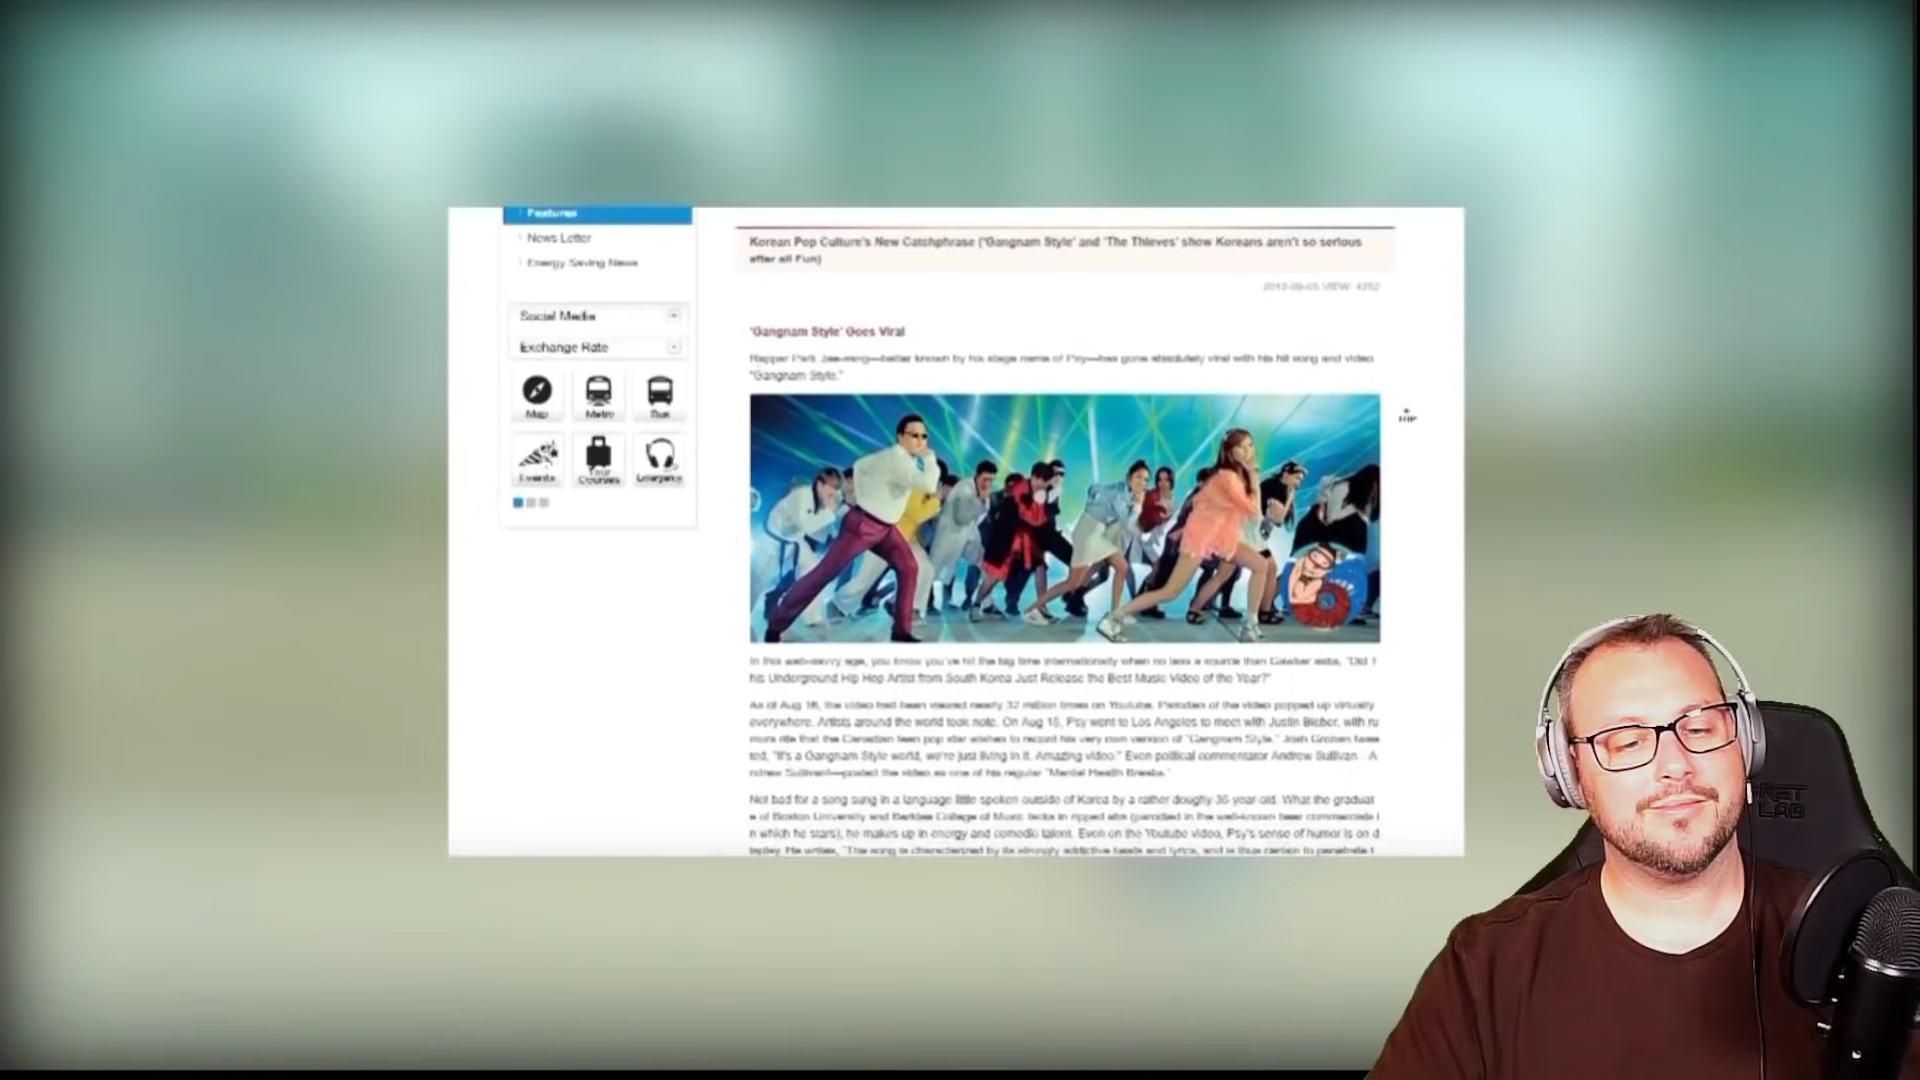 Features
News Letter
Energy Saving News
Social Media
Exchange Rate
Map
Metro
Bus
Events
Tour
Courses
Emergency
Korean Pop Culture's New Catchphrase ('Gangnam Style' and 'The Thieves' show Koreans aren't so serious
after all Fun)
2012-09-05 VIEW: 4252
'Gangnam Style' Goes Viral
Rapper Park Jae-sang—better known by his stage name of Psy—has gone absolutely viral with his hit song and video
"Gangnam Style."
TOP
In this web-savvy age, you know you've hit the big time internationally when no less a source than Gawker asks, "Did T
his Underground Hip Hop Artist from South Korea Just Release the Best Music Video of the Year?"
As of Aug 16, the video had been viewed nearly 32 million times on Youtube. Parodies of the video popped up virtually
everywhere. Artists around the world took note. On Aug 15, Psy went to Los Angeles to meet with Justin Bieber, with ru
mors rife that the Canadian teen pop star wishes to record his very own version of "Gangnam Style." Josh Groban twee
ted, "It's a Gangnam Style world, we're just living in it. Amazing video." Even political commentator Andrew Sullivan—A
ndrew Sullivan!—posted the video as one of his regular "Mental Health Breaks."
Not bad for a song sung in a language little spoken outside of Korea by a rather doughy 35 year old. What the graduat
e of Boston University and Berklee College of Music lacks in ripped abs (parodied in the well-known beer commercials i
n which he stars), he makes up in energy and comedic talent. Even on the Youtube video, Psy's sense of humor is on d
isplay. He writes, "The song is characterized by its strongly addictive beats and lyrics, and is thus certain to penetrate t